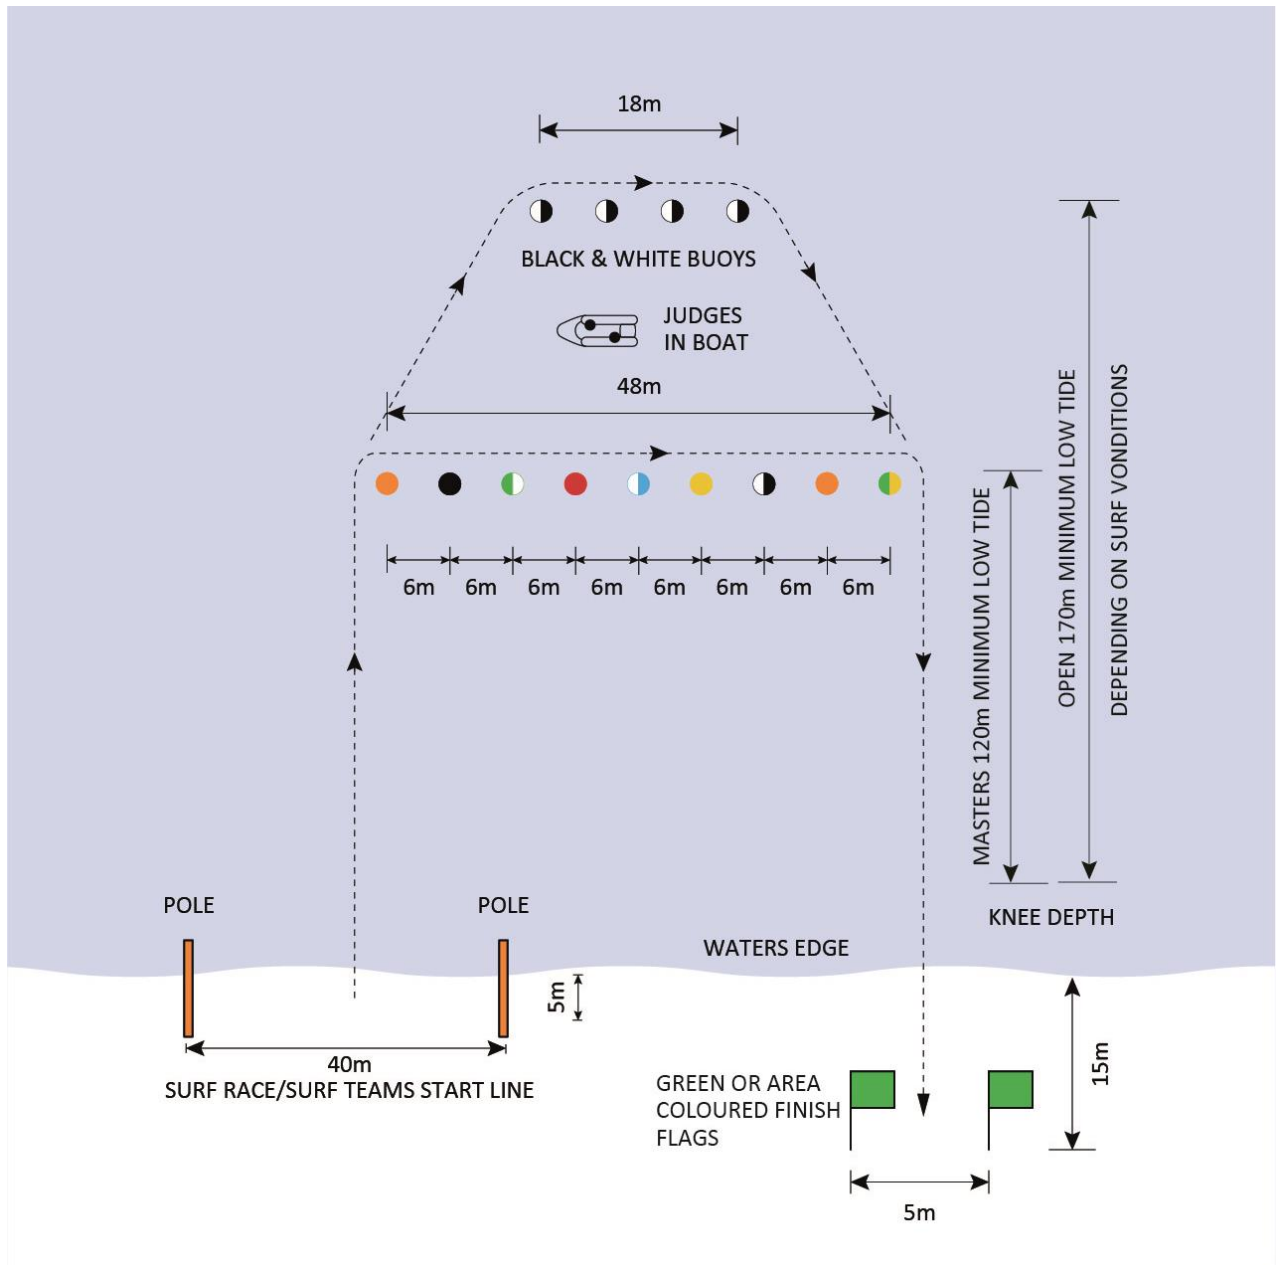 18m
BLACK & WHITE BUOYS
JUDGES
IN BOAT
48m
6m 6m 6m 6m 6m 6m 6m 6m
MASTERS 120m MINIMUM LOW TIDE
OPEN 170m MINIMUM LOW TIDE
DEPENDING ON SURF VONDITIONS
POLE
POLE
KNEE DEPTH
WATERS EDGE
5m
40m
SURF RACE/SURF TEAMS START LINE
15m
GREEN OR AREA
COLOURED FINISH
FLAGS
5m